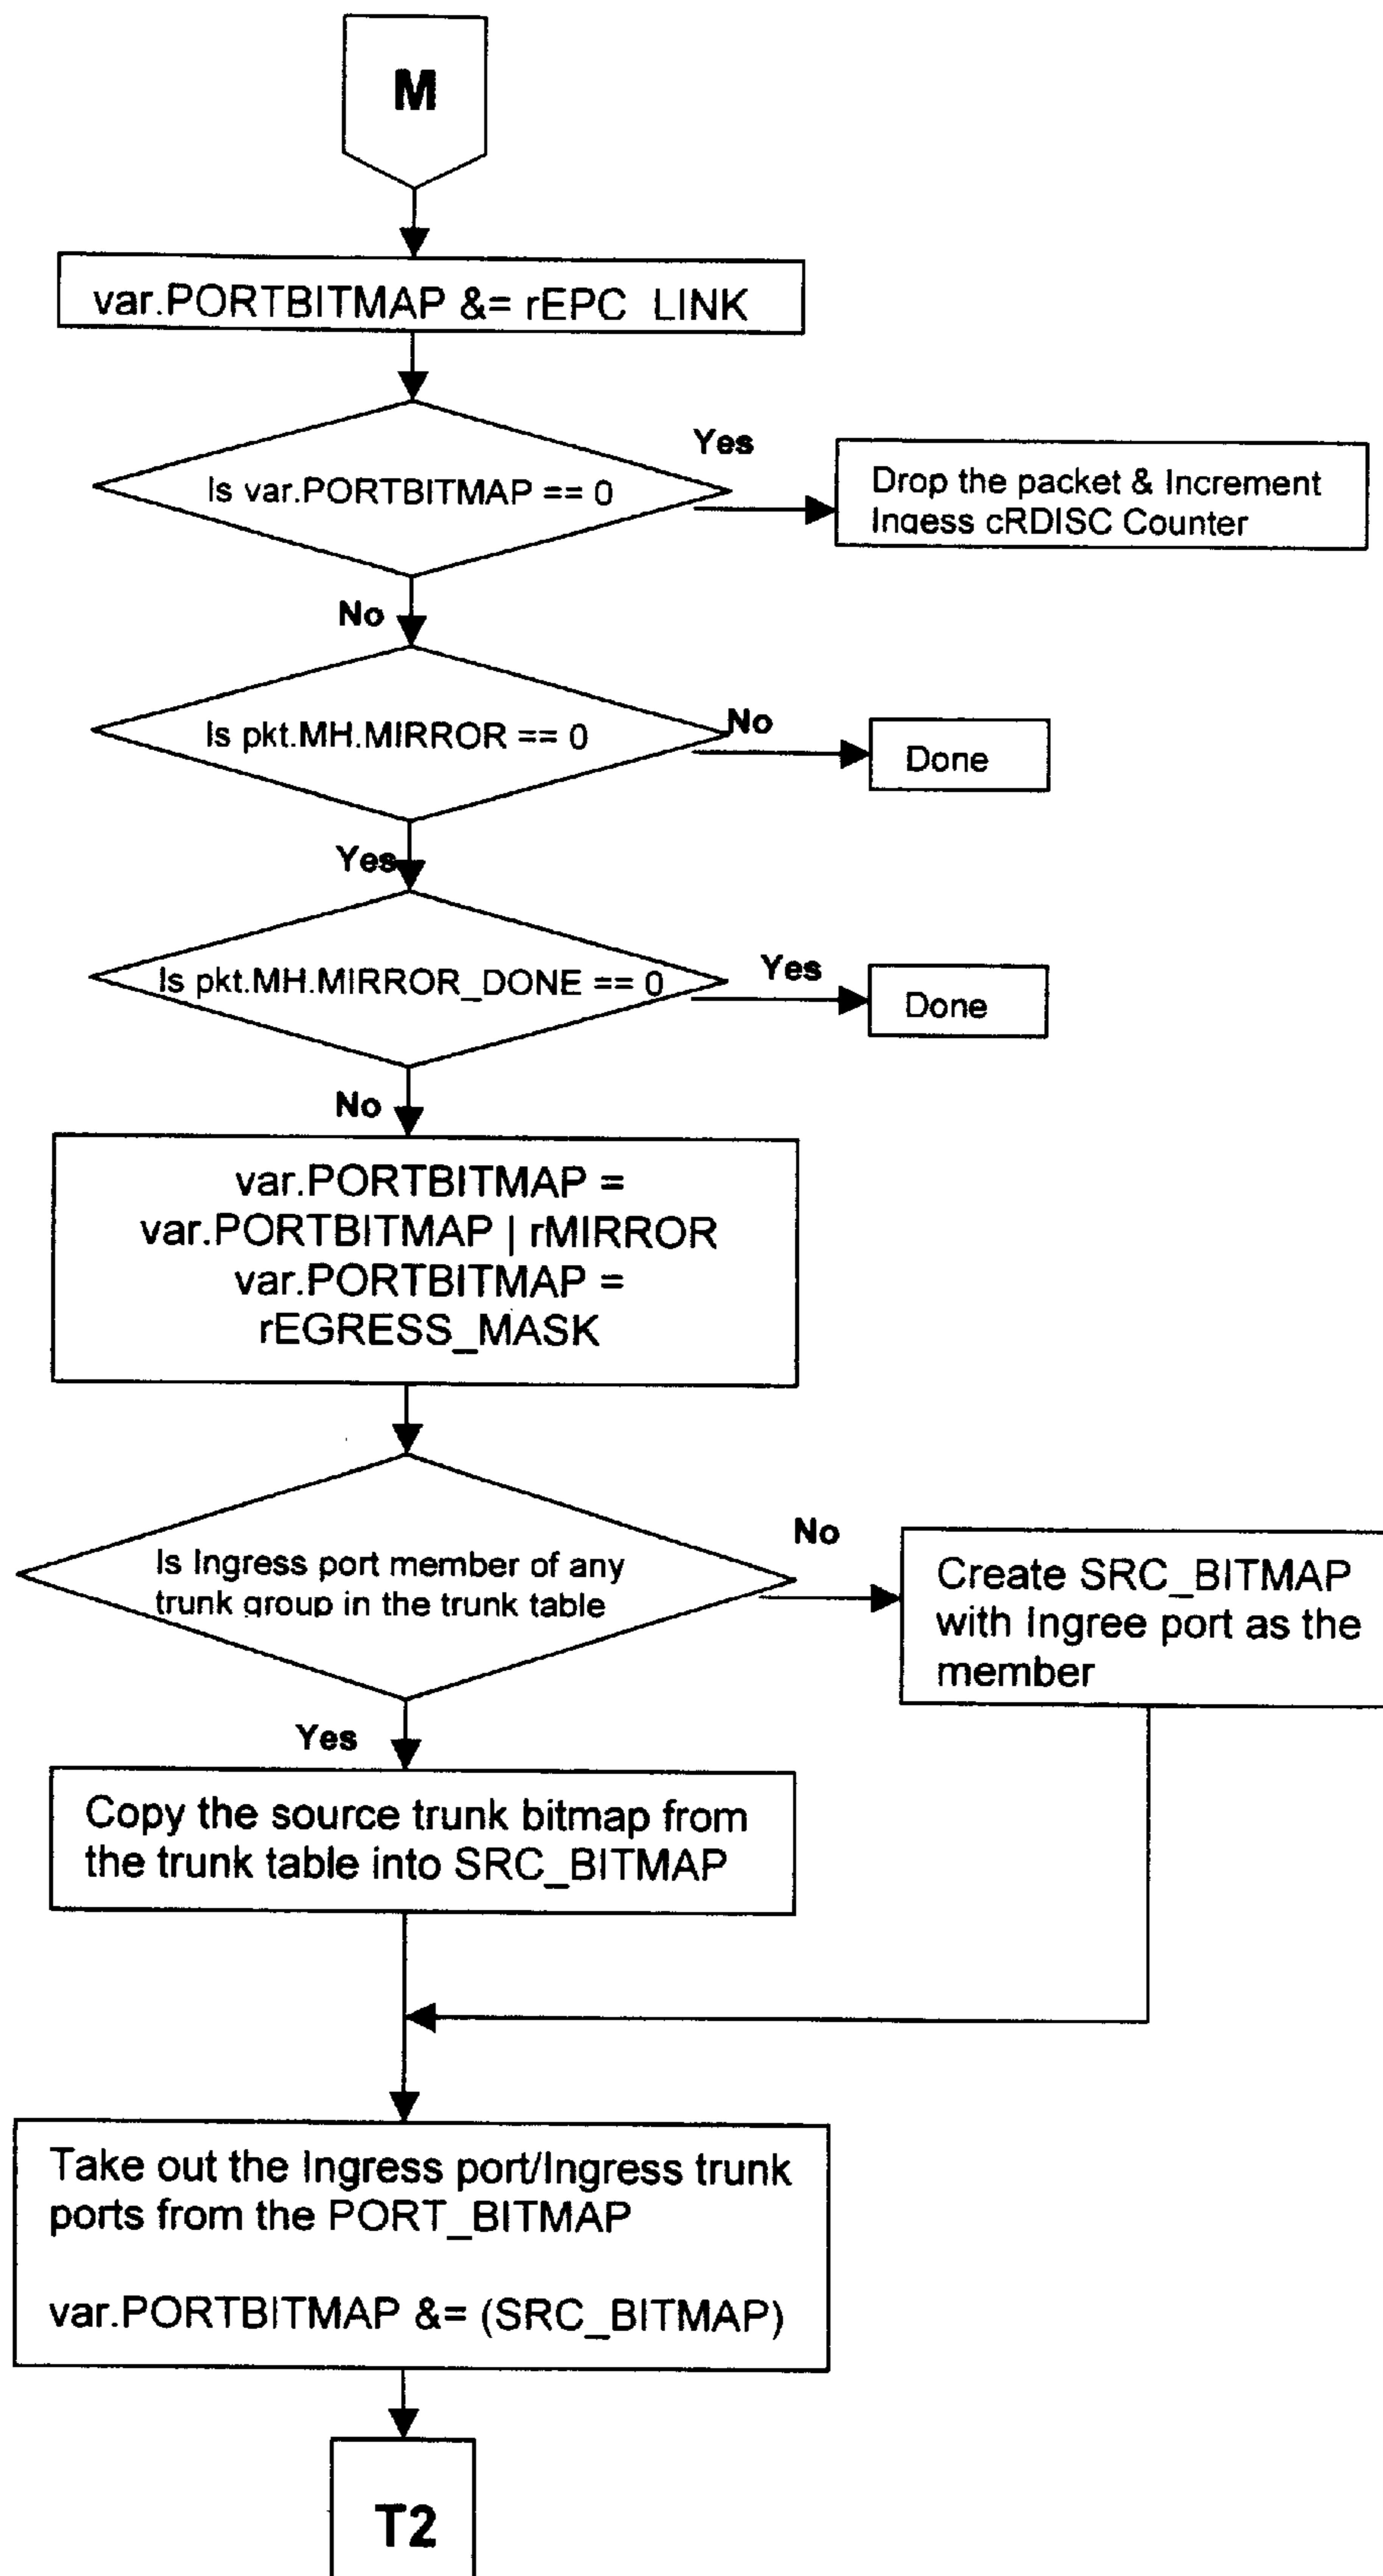 M
var.PORTBITMAP &= rEPC_LINK
Is var.PORTBITMAP == 0
Yes
Drop the packet & Increment
Ingess cRDISC Counter
No
Is pkt.MH.MIRROR == 0
No
Done
Yes
Is pkt.MH.MIRROR_DONE == 0
Yes
Done
No
var.PORTBITMAP =
var.PORTBITMAP | rMIRROR
var.PORTBITMAP =
rEGRESS_MASK
Is Ingress port member of any
trunk group in the trunk table
No
Create SRC_BITMAP
with Ingree port as the
member
Yes
Copy the source trunk bitmap from
the trunk table into SRC_BITMAP
Take out the Ingress port/Ingress trunk
ports from the PORT_BITMAP
var.PORTBITMAP &= (SRC_BITMAP)
T2